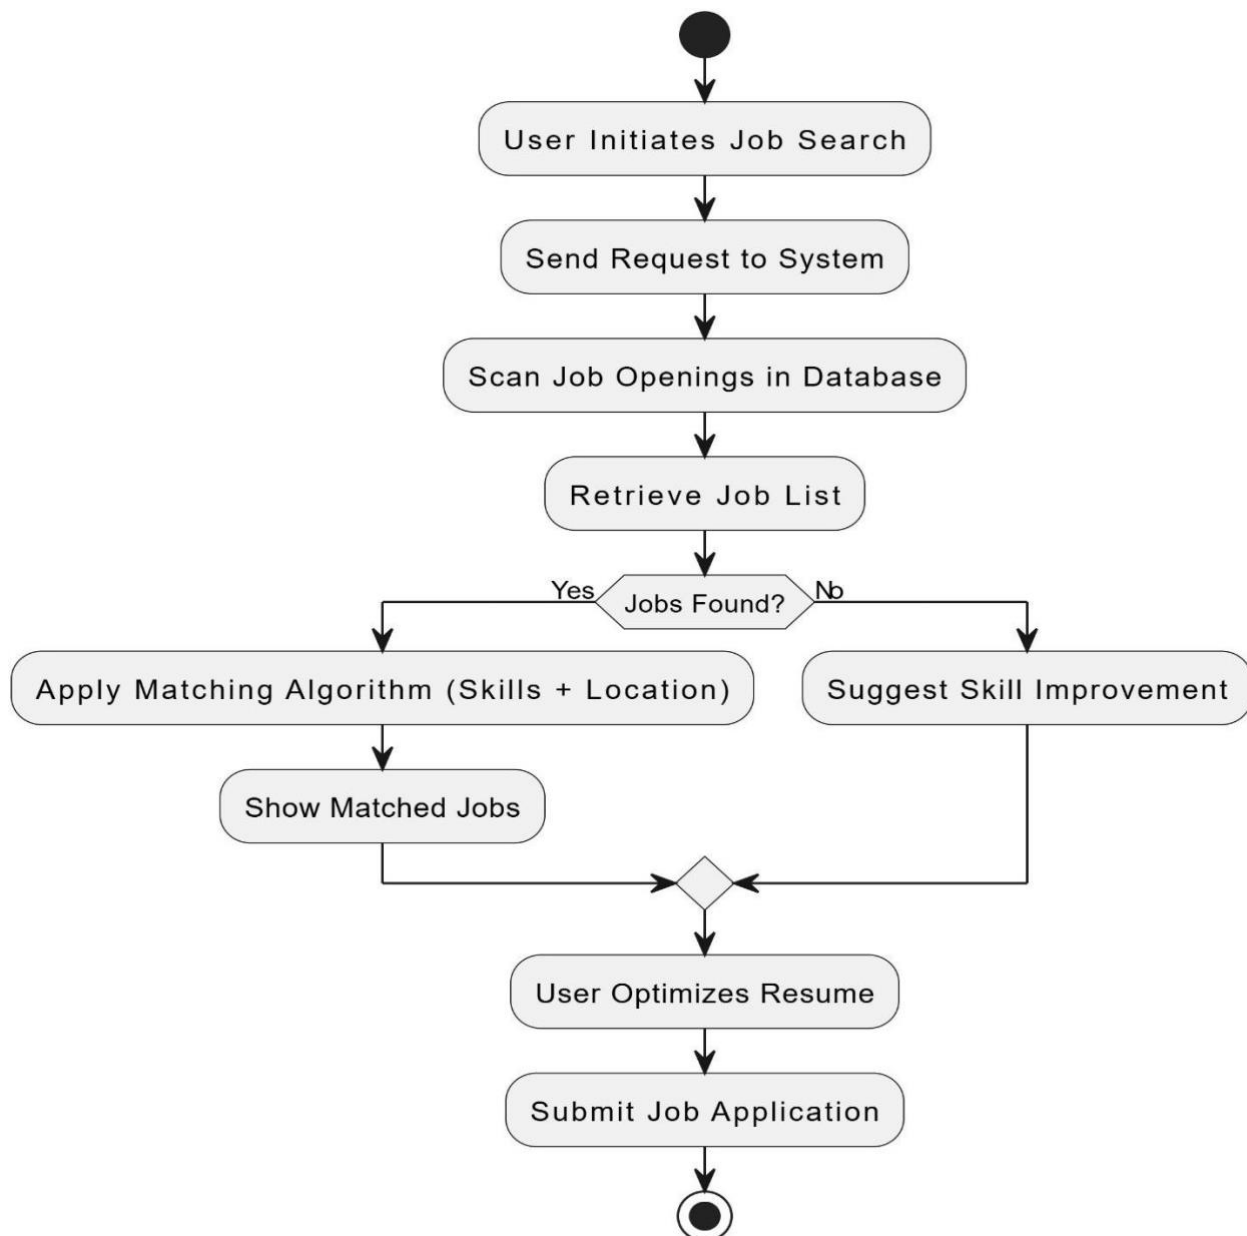 User Initiates Job Search
Send Request to System
Scan Job Openings in Database
Retrieve Job List
Yes
Jobs Found?
No
Apply Matching Algorithm (Skills + Location)
Suggest Skill Improvement
Show Matched Jobs
User Optimizes Resume
Submit Job Application